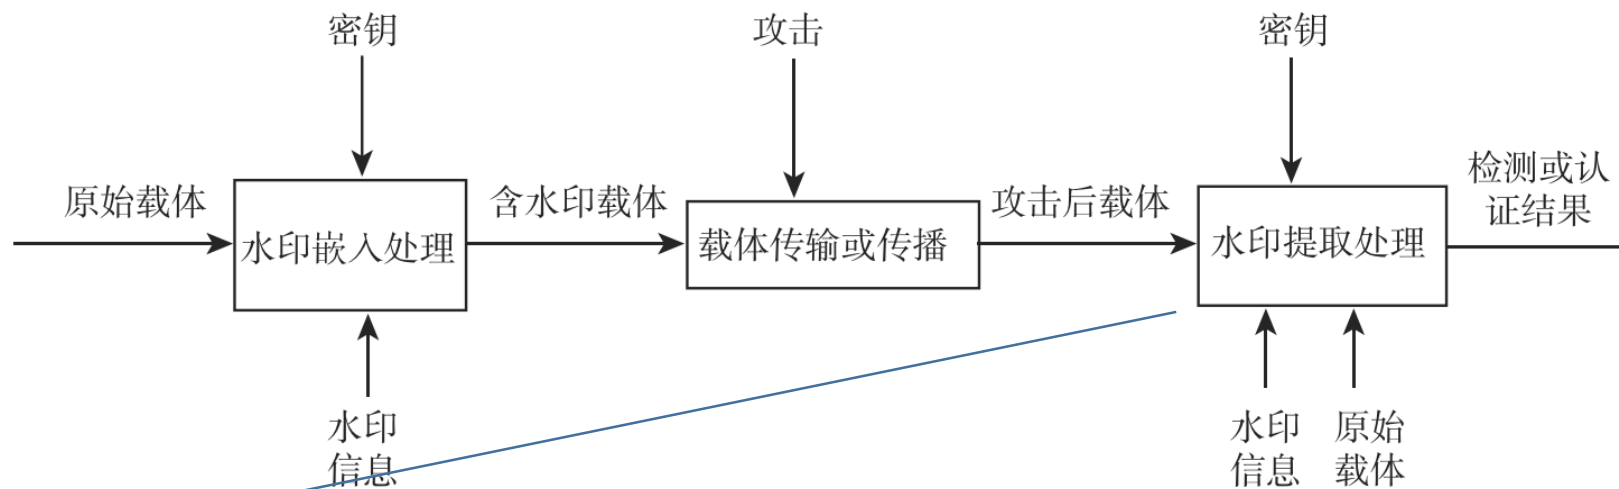 密钥
攻击
密钥
原始载体
水印嵌入处理
含水印载体
载体传输或传播
攻击后载体
水印提取处理
检测或认
证结果
水印
信息
水印
信息
原始
载体